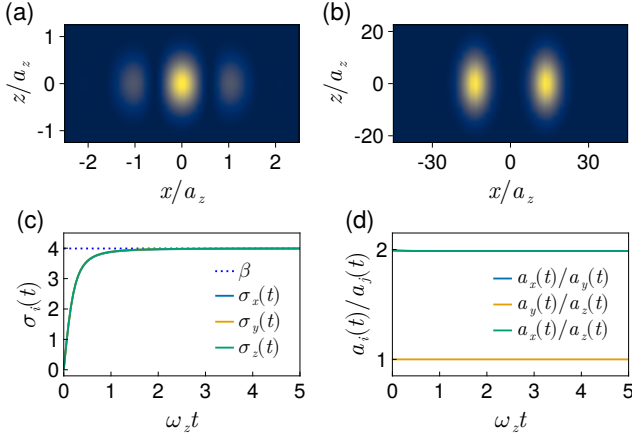 (a)
1
0
-1
z/a_z
-2 -1 0 1 2
x/a_z
(b)
20
0
-20
z/a_z
-30 0 30
x/a_z
(c)
4
3
2
1
0
σ_i(t)
β
σ_x(t)
σ_y(t)
σ_z(t)
0 1 2 3 4 5
ω_z t
(d)
2
1
a_i(t)/a_j(t)
a_x(t)/a_y(t)
a_y(t)/a_z(t)
a_x(t)/a_z(t)
0 1 2 3 4 5
ω_z t